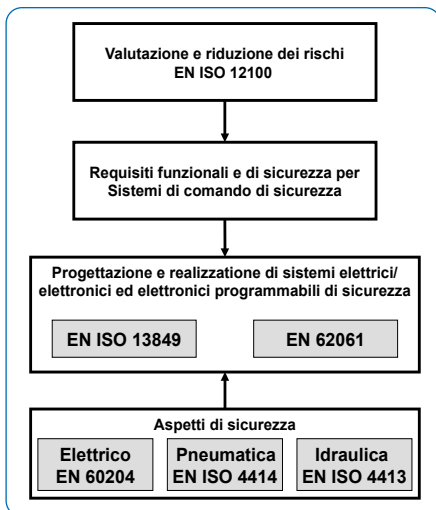 Valutazione e riduzione dei rischi
EN ISO 12100
Requisiti funzionali e di sicurezza per
Sistemi di comando di sicurezza
Progettazione e realizzatione di sistemi elettrici/
elettronici ed elettronici programmabili di sicurezza
EN ISO 13849
EN 62061
Aspetti di sicurezza
Elettrico
EN 60204
Pneumatica
EN ISO 4414
Idraulica
EN ISO 4413